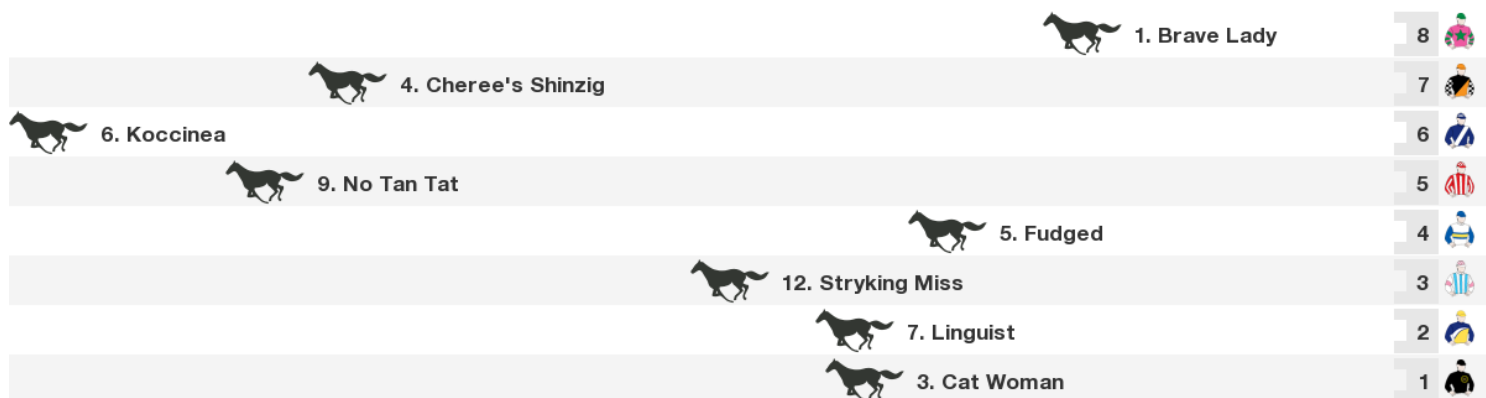 1. Brave Lady 8
4. Cheree's Shinzig 7
6. Koccinea 6
9. No Tan Tat 5
5. Fudged 4
12. Stryking Miss 3
7. Linguist 2
3. Cat Woman 1